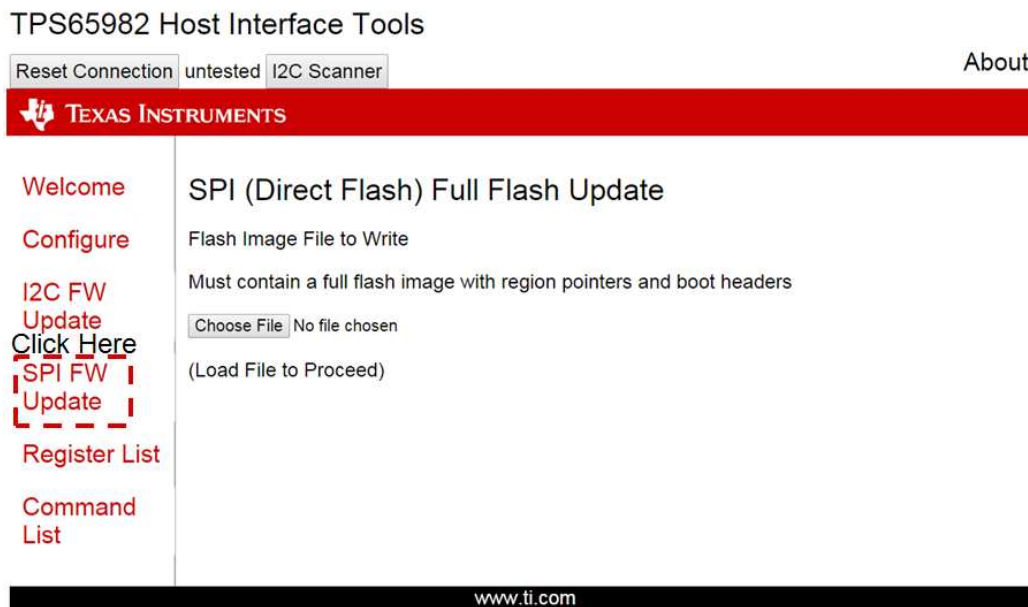 TPS65982 Host Interface Tools
Reset Connection untested I2C Scanner
About
TEXAS INSTRUMENTS
Welcome
Configure
I2C FW
Update
Click Here
SPI FW
Update
Register List
Command
List
SPI (Direct Flash) Full Flash Update
Flash Image File to Write
Must contain a full flash image with region pointers and boot headers
Choose File No file chosen
(Load File to Proceed)
www.ti.com